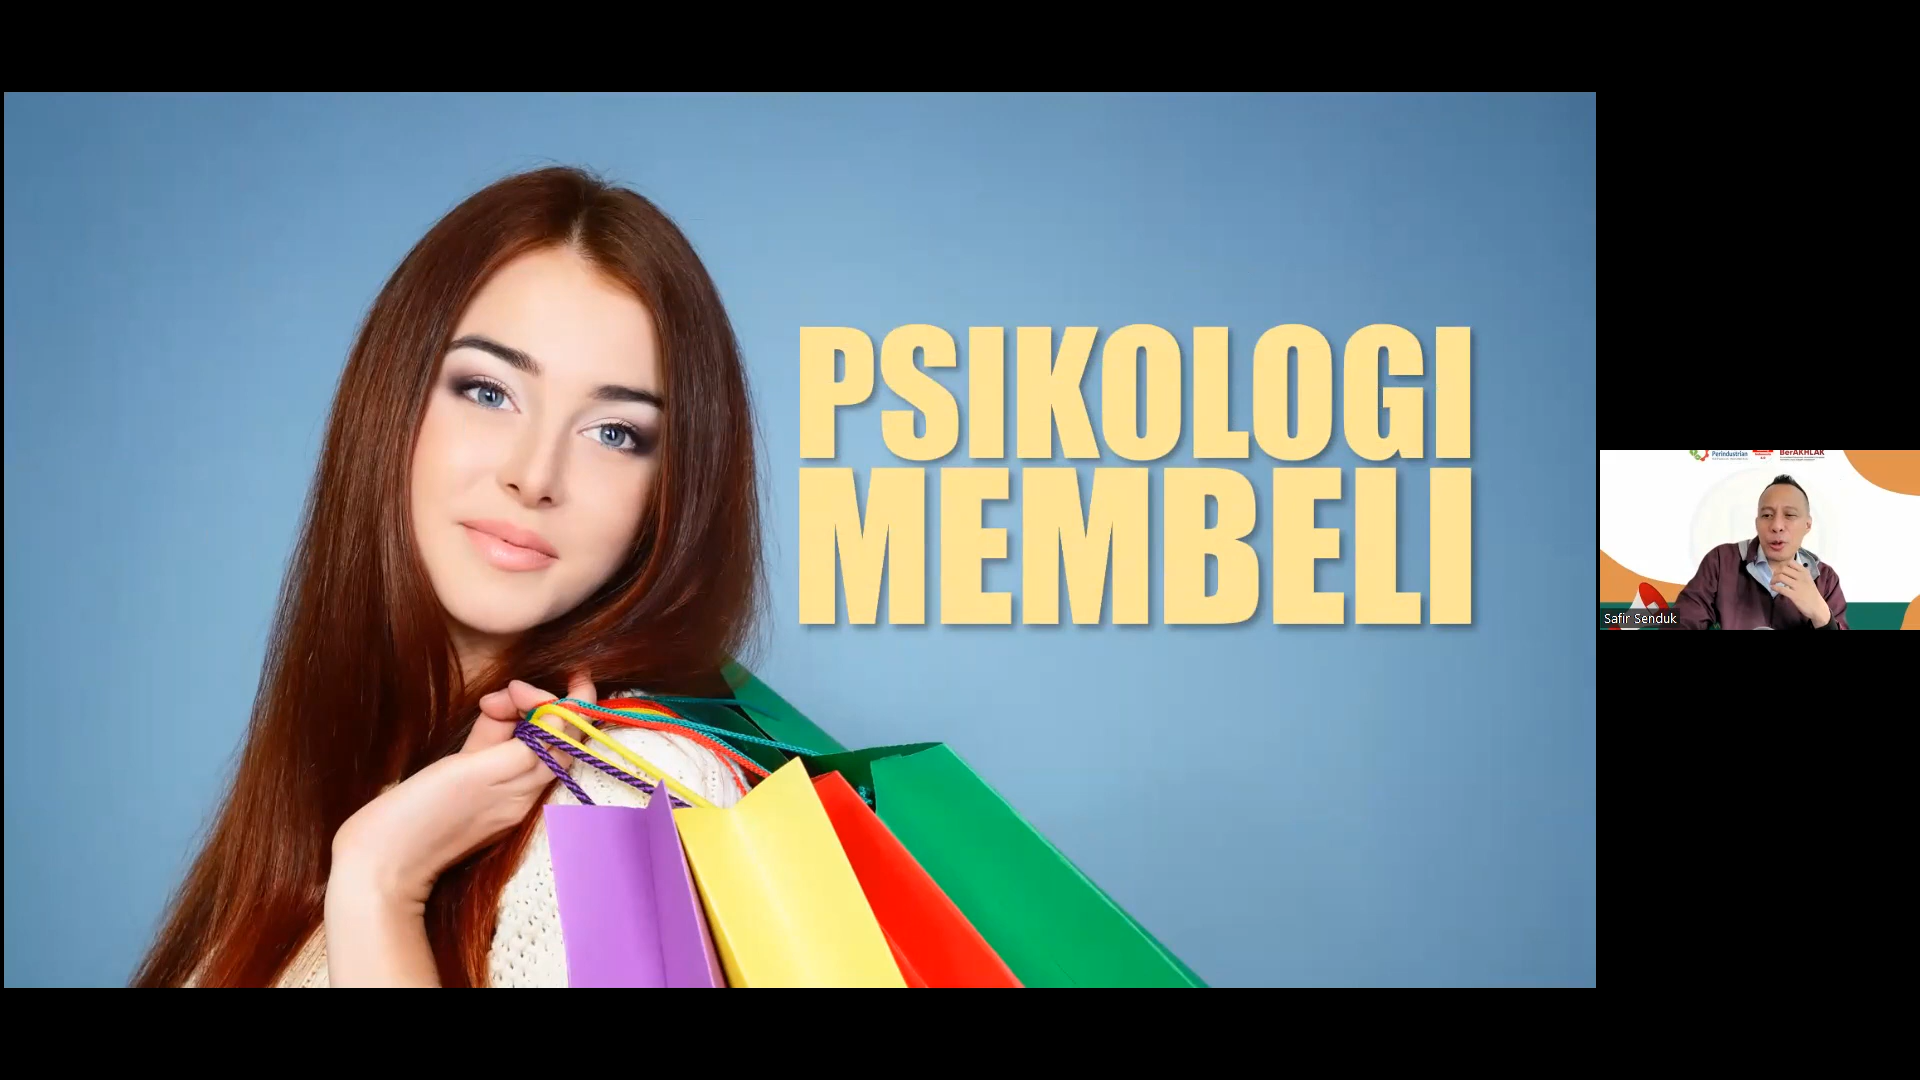 PSIKOLOGI
MEMBELI
Perindustrian
BerAKHLAK
Safir Senduk